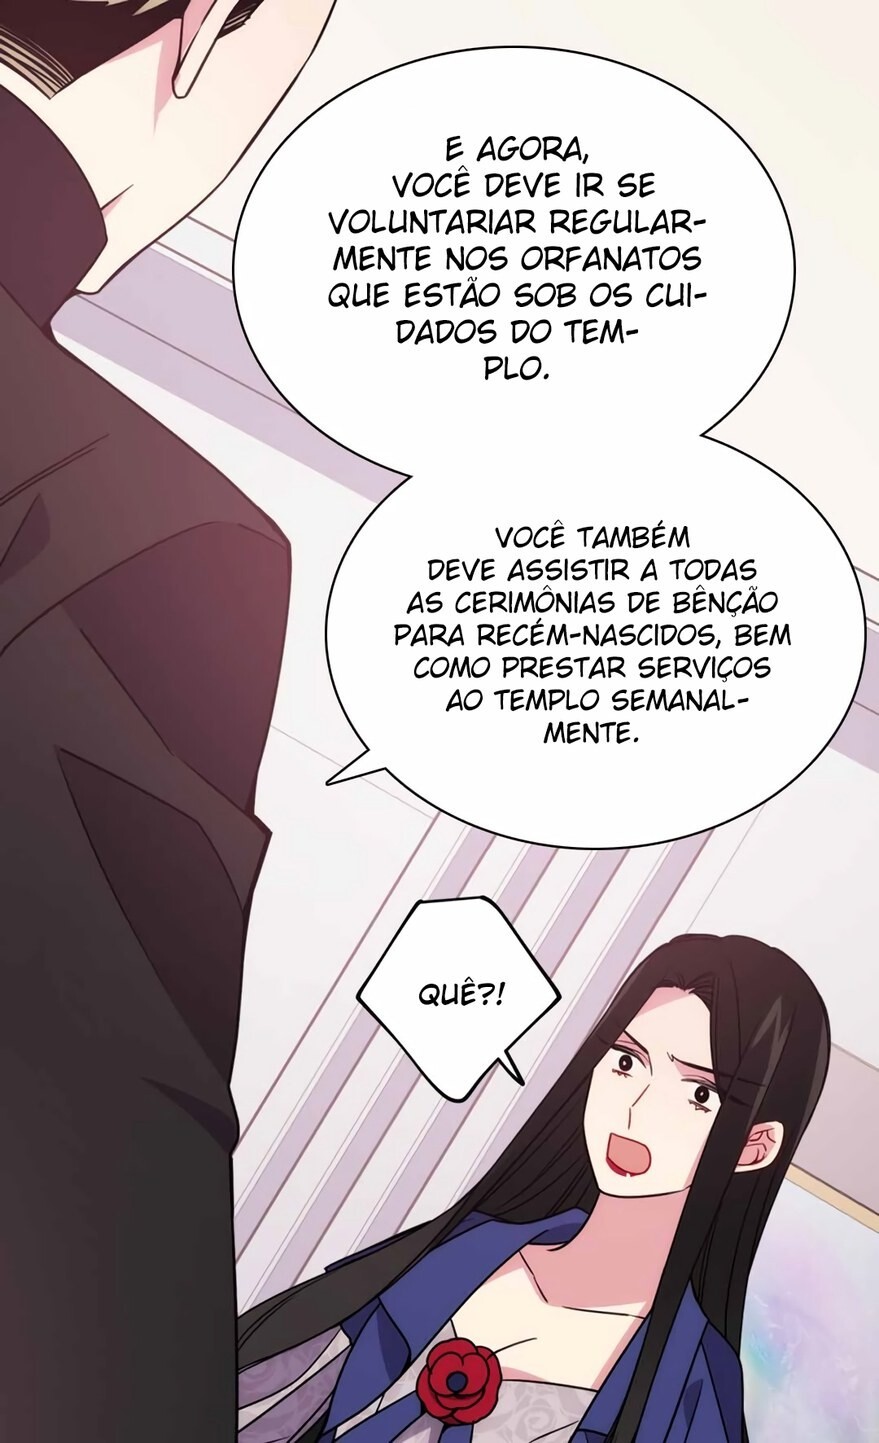 E AGORA,
VOCÊ DEVE IR SE
VOLUNTARIAR REGULAR-
MENTE NOS ORFANATOS
QUE ESTÃO SOB OS CUI-
DADOS DO TEM-
PLO.
VOCÊ TAMBÉM
DEVE ASSISTIR A TODAS
AS CERIMÔNIAS DE BÊNÇÃO
PARA RECÉM-NASCIDOS, BEM
COMO PRESTAR SERVIÇOS
AO TEMPLO SEMANAL-
MENTE.
QUÊ?!